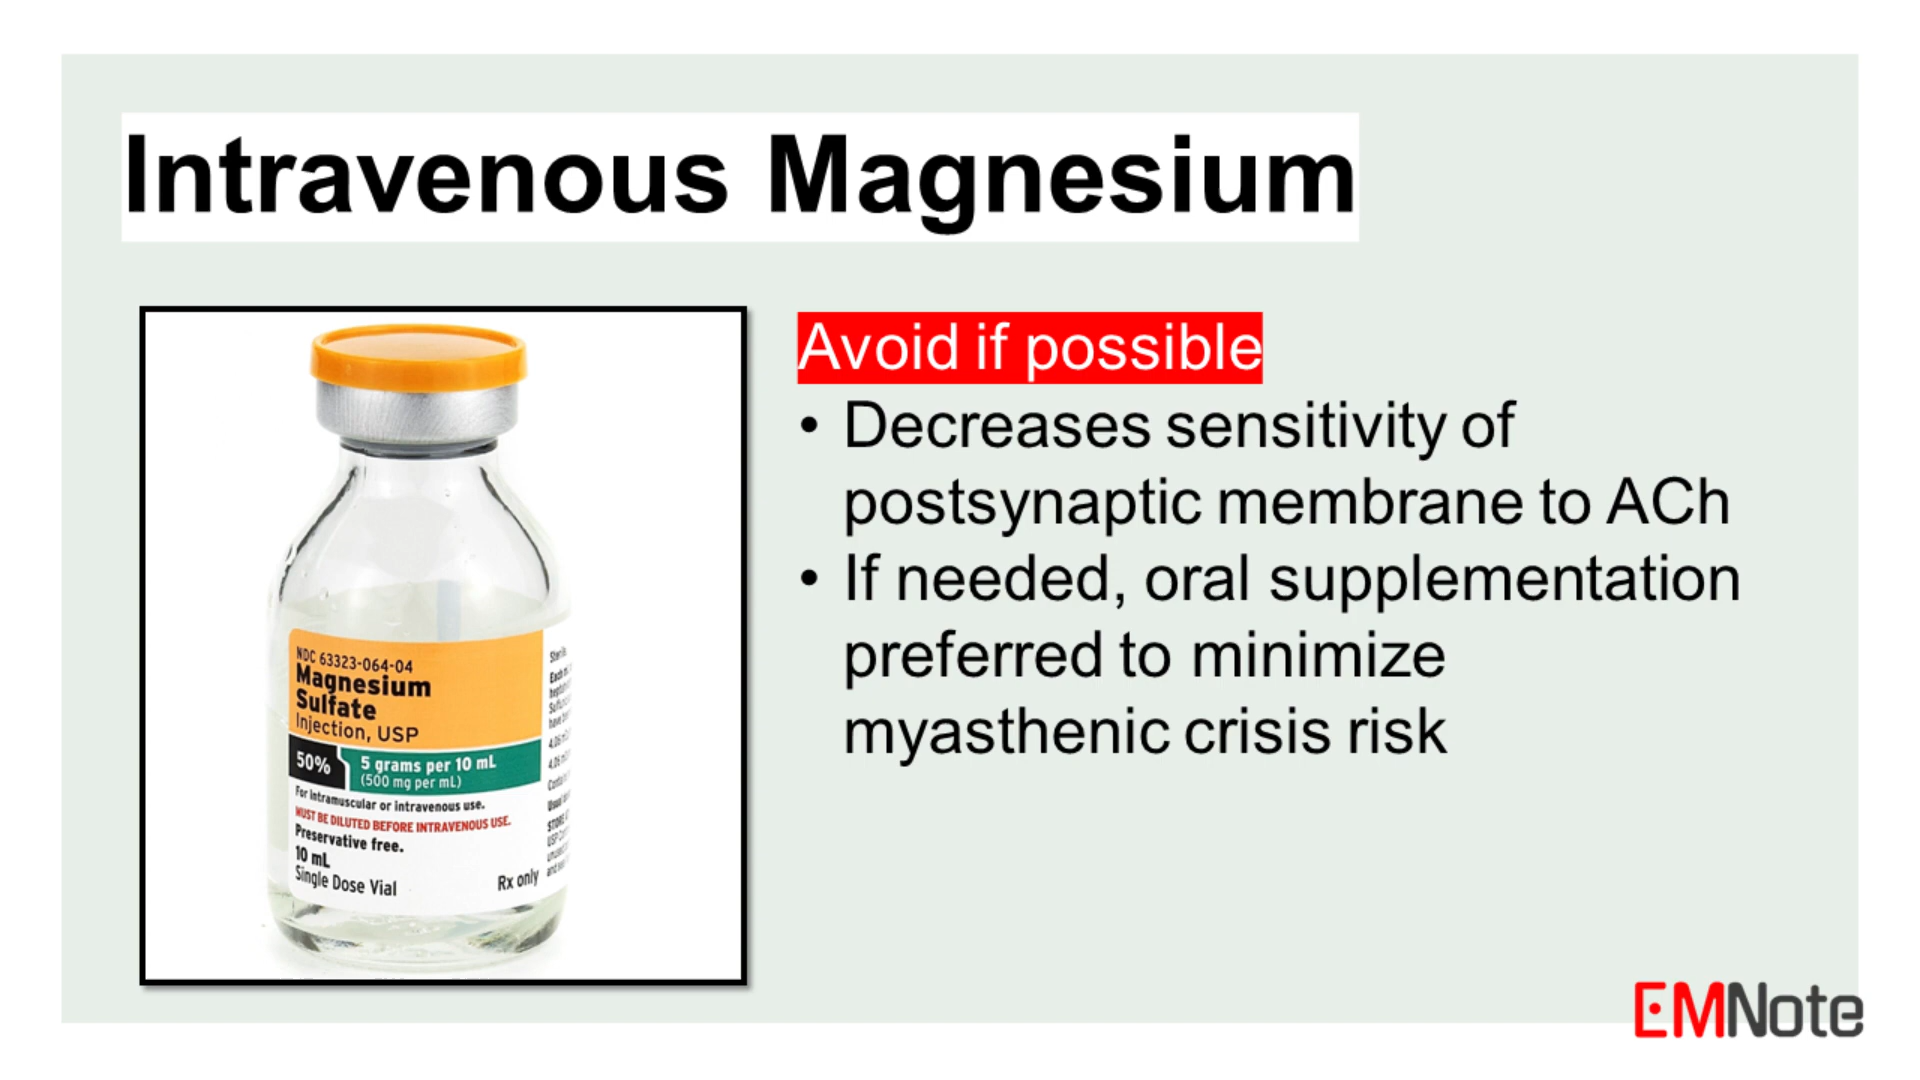 Intravenous Magnesium
Avoid if possible
• Decreases sensitivity of
postsynaptic membrane to ACh
• If needed, oral supplementation
preferred to minimize
myasthenic crisis risk
NDC 63323-064-04
Magnesium
Sulfate
Injection, USP
50%
5 grams per 10 mL
(500 mg per mL)
For intramuscular or intravenous use.
MUST BE DILUTED BEFORE INTRAVENOUS USE.
Preservative free.
10 mL
Single Dose Vial
Rx only
EMNote